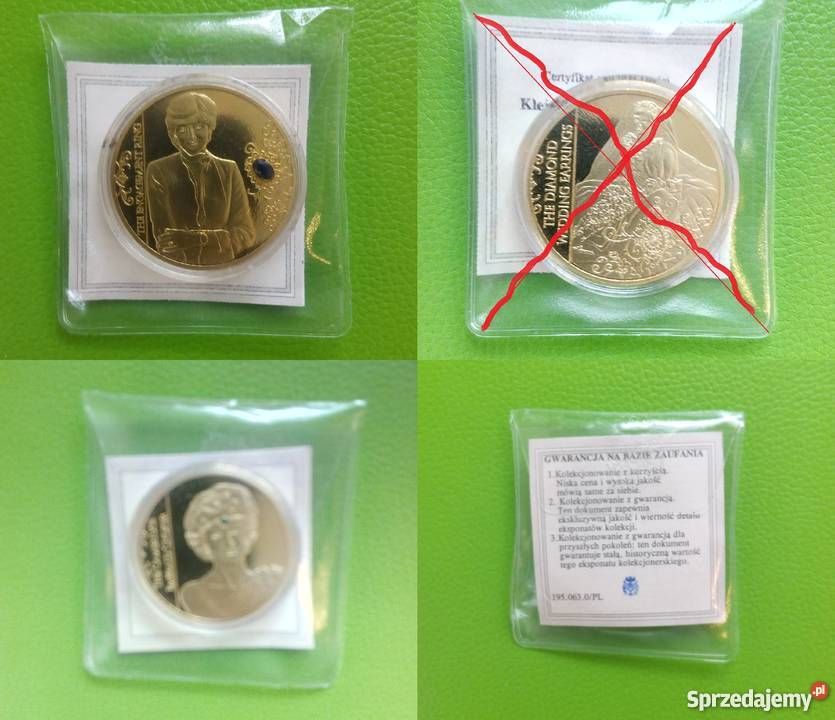 THE ENGAGEMENT RING
Certyfikat
THE DIAMOND
WEDDING EARRINGS
GWARANCJA NA BAZIE ZAUFANIA
1.Kolekcjonowanie z korzyścią.
Niska cena i wysoka jakość
mówią same za siebie.
2. Kolekcjonowanie z gwarancją.
Ten dokument zapewnia
ekskluzywną jakość i wierność detalu
eksponatów kolekcji.
3.Kolekcjonowanie z gwarancją dla
przyszłych pokoleń: ten dokument
gwarantuje stałą, historyczną wartość
tego eksponatu kolekcjonerskiego.
195.063.0/PL
Sprzedajemy.pl